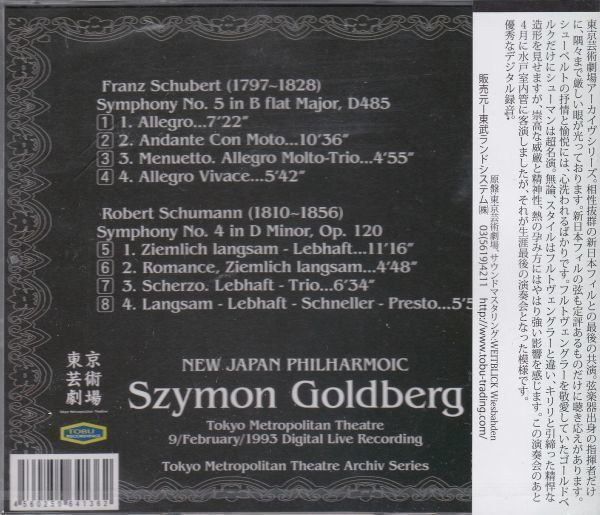 Franz Schubert (1797~1828)
Symphony No. 5 in B flat Major, D485
1 1. Allegro...7'22"
2 2. Andante Con Moto...10'36"
3 3. Menuetto. Allegro Molto-Trio...4'55"
4 4. Allegro Vivace...5'42"
Robert Schumann (1810~1856)
Symphony No. 4 in D Minor, Op. 120
5 1. Ziemlich langsam - Lebhaft...11'16"
6 2. Romance, Ziemlich langsam...4'48"
7 3. Scherzo. Lebhaft - Trio...6'34"
8 4. Langsam - Lebhaft - Schneller - Presto...5'5
東京
芸術
劇場
Tokyo Metropolitan Theatre
TOBU
RECORDINGS
NEW JAPAN PHILHARMOIC
Szymon Goldberg
Tokyo Metropolitan Theatre
9/February/1993 Digital Live Recording
Tokyo Metropolitan Theatre Archiv Series
4560250641362
東京芸術劇場アーカイヴシリーズ。相性抜群の新日本フィルとの最後の共演。弦楽器出身の指揮者だけ
に、隅々まで厳しい眼が光っております。新日本フィルの弦も定評あるものだけに聴き応えがあります。
シューベルトの抒情と愉悦には、心洗われるばかりです。フルトヴェングラーを敬愛していたゴールドベ
ルクだけにシューマンは超名演。無論、スタイルはフルトヴェングラーと違い、キリリと引締った精悍な
造形を見せますが、崇高な威厳と精神性、熱の孕み方にはやはり強い影響を感じます。この演奏会のあと
4月に水戸室内管に客演しましたが、それが生涯最後の演奏会となった模様です。
優秀なデジタル録音。
原盤 東京芸術劇場、サウンドマスタリング:WEITBLICK Wiesbahden
販売元ー東武ランドシステム㈱ 03(5619)4211 http://www.tobu-trading.com/